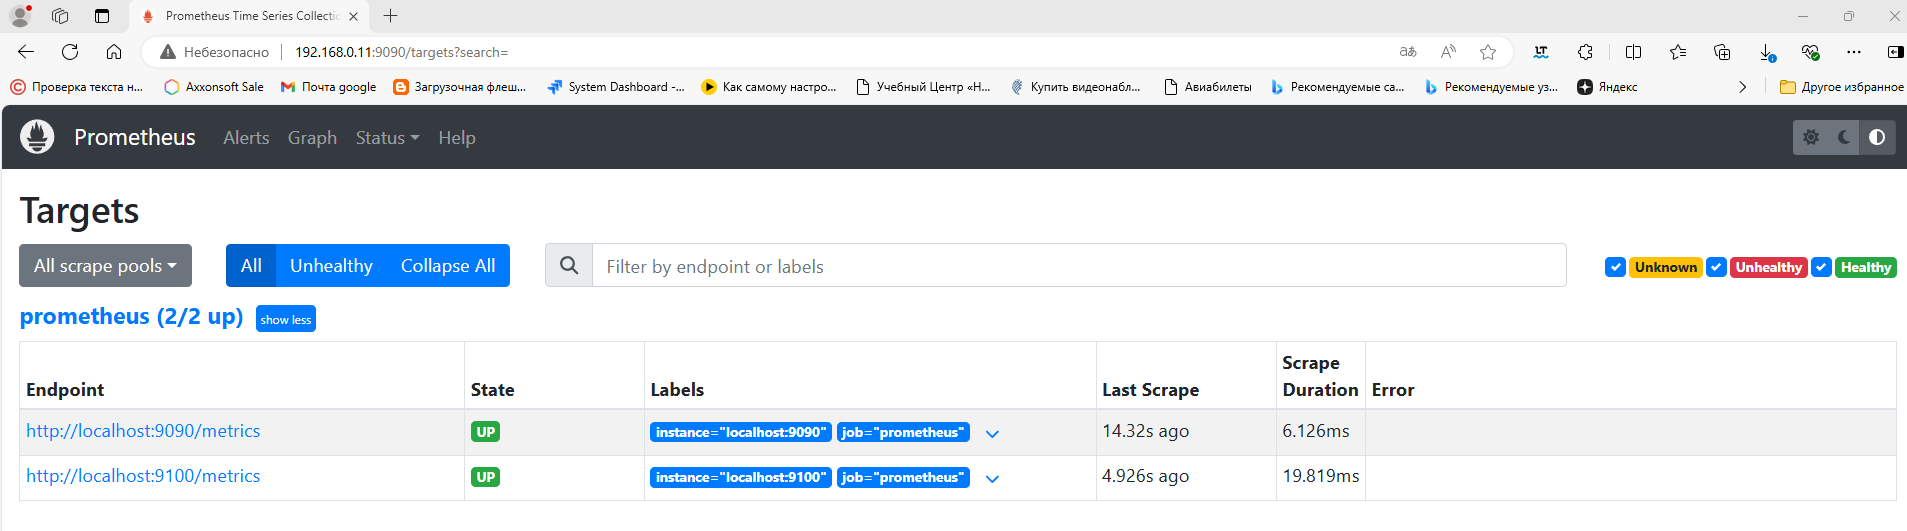 Prometheus Time Series Collectic
Небезопасно 192.168.0.11:9090/targets?search=
Проверка текста н... Axxonsoft Sale Почта google Загрузочная флеш... System Dashboard -... Как самому настро... Учебный Центр «Н... Купить видеонабл... Авиабилеты Рекомендуемые са... Рекомендуемые уз... Яндекс Другое избранное
Prometheus Alerts Graph Status Help
Targets
All scrape pools All Unhealthy Collapse All Filter by endpoint or labels Unknown Unhealthy Healthy
prometheus (2/2 up) show less
Endpoint State Labels Last Scrape Scrape Duration Error
http://localhost:9090/metrics UP instance="localhost:9090" job="prometheus" 14.32s ago 6.126ms
http://localhost:9100/metrics UP instance="localhost:9100" job="prometheus" 4.926s ago 19.819ms